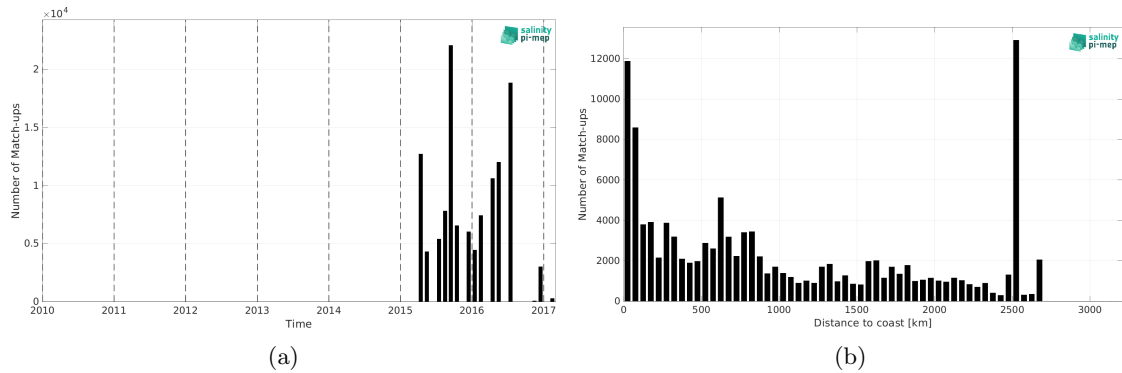 ×10⁴
salinity
pi-mep
2
1.5
1
0.5
0
Number of Match-ups
2010 2011 2012 2013 2014 2015 2016 2017
Time
(a)
salinity
pi-mep
12000
10000
8000
6000
4000
2000
0
Number of Match-ups
0 500 1000 1500 2000 2500 3000
Distance to coast [km]
(b)